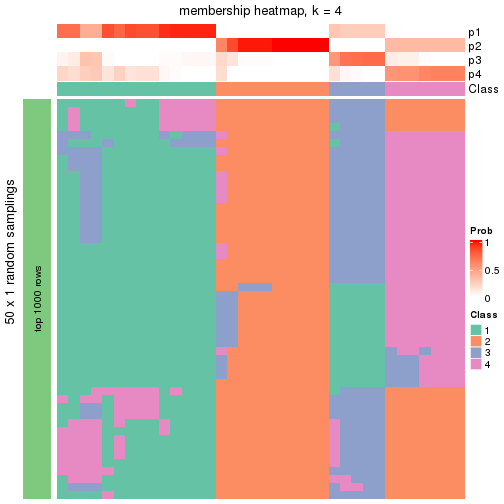 membership heatmap, k = 4
p1
p2
p3
p4
Class
50 x 1 random samplings
top 1000 rows
Prob
1
0.5
0
Class
1
2
3
4